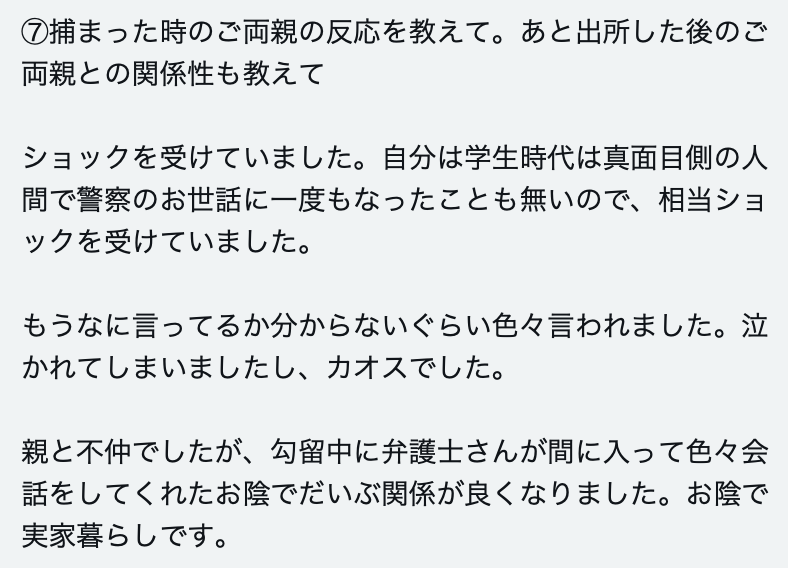 ⑦捕まった時のご両親の反応を教えて。あと出所した後のご
両親との関係性も教えて
ショックを受けていました。自分は学生時代は真面目側の人
間で警察のお世話に一度もなったことも無いので、相当ショ
ックを受けていました。
もうなに言ってるか分からないぐらい色々言われました。泣
かれてしまいましたし、カオスでした。
親と不仲でしたが、勾留中に弁護士さんが間に入って色々会
話をしてくれたお陰でだいぶ関係が良くなりました。お陰で
実家暮らしです。